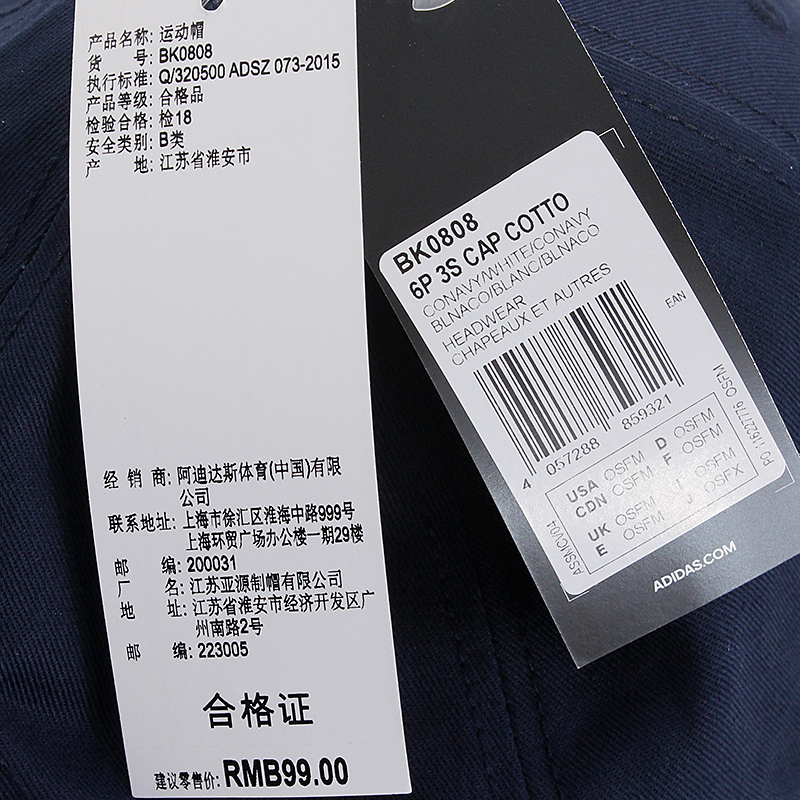 产品名称: 运动帽
货 号: BK0808
执行标准: Q/320500 ADSZ 073-2015
产品等级: 合格品
检验合格: 检18
安全类别: B类
产 地: 江苏省淮安市
经 销 商: 阿迪达斯体育(中国)有限
公司
联系地址: 上海市徐汇区淮海中路999号
上海环贸广场办公楼一期29楼
邮 编: 200031
厂 名: 江苏亚源制帽有限公司
地 址: 江苏省淮安市经济开发区广
州南路2号
邮 编: 223005
合格证
建议零售价: RMB99.00
BK0808
6P 3S CAP COTTO
CONAVY/WHITE/CONAVY
BLNACO/BLANC/BLNACO
HEADWEAR
CHAPEAUX ET AUTRES
EAN
4 057288 859321
USA OSFM D OSFM
CDN OSFM F OSFM
UK OSFM I OSFM
E OSFM J OSFX
ASSMCV04
OSFM
ADIDAS.COM